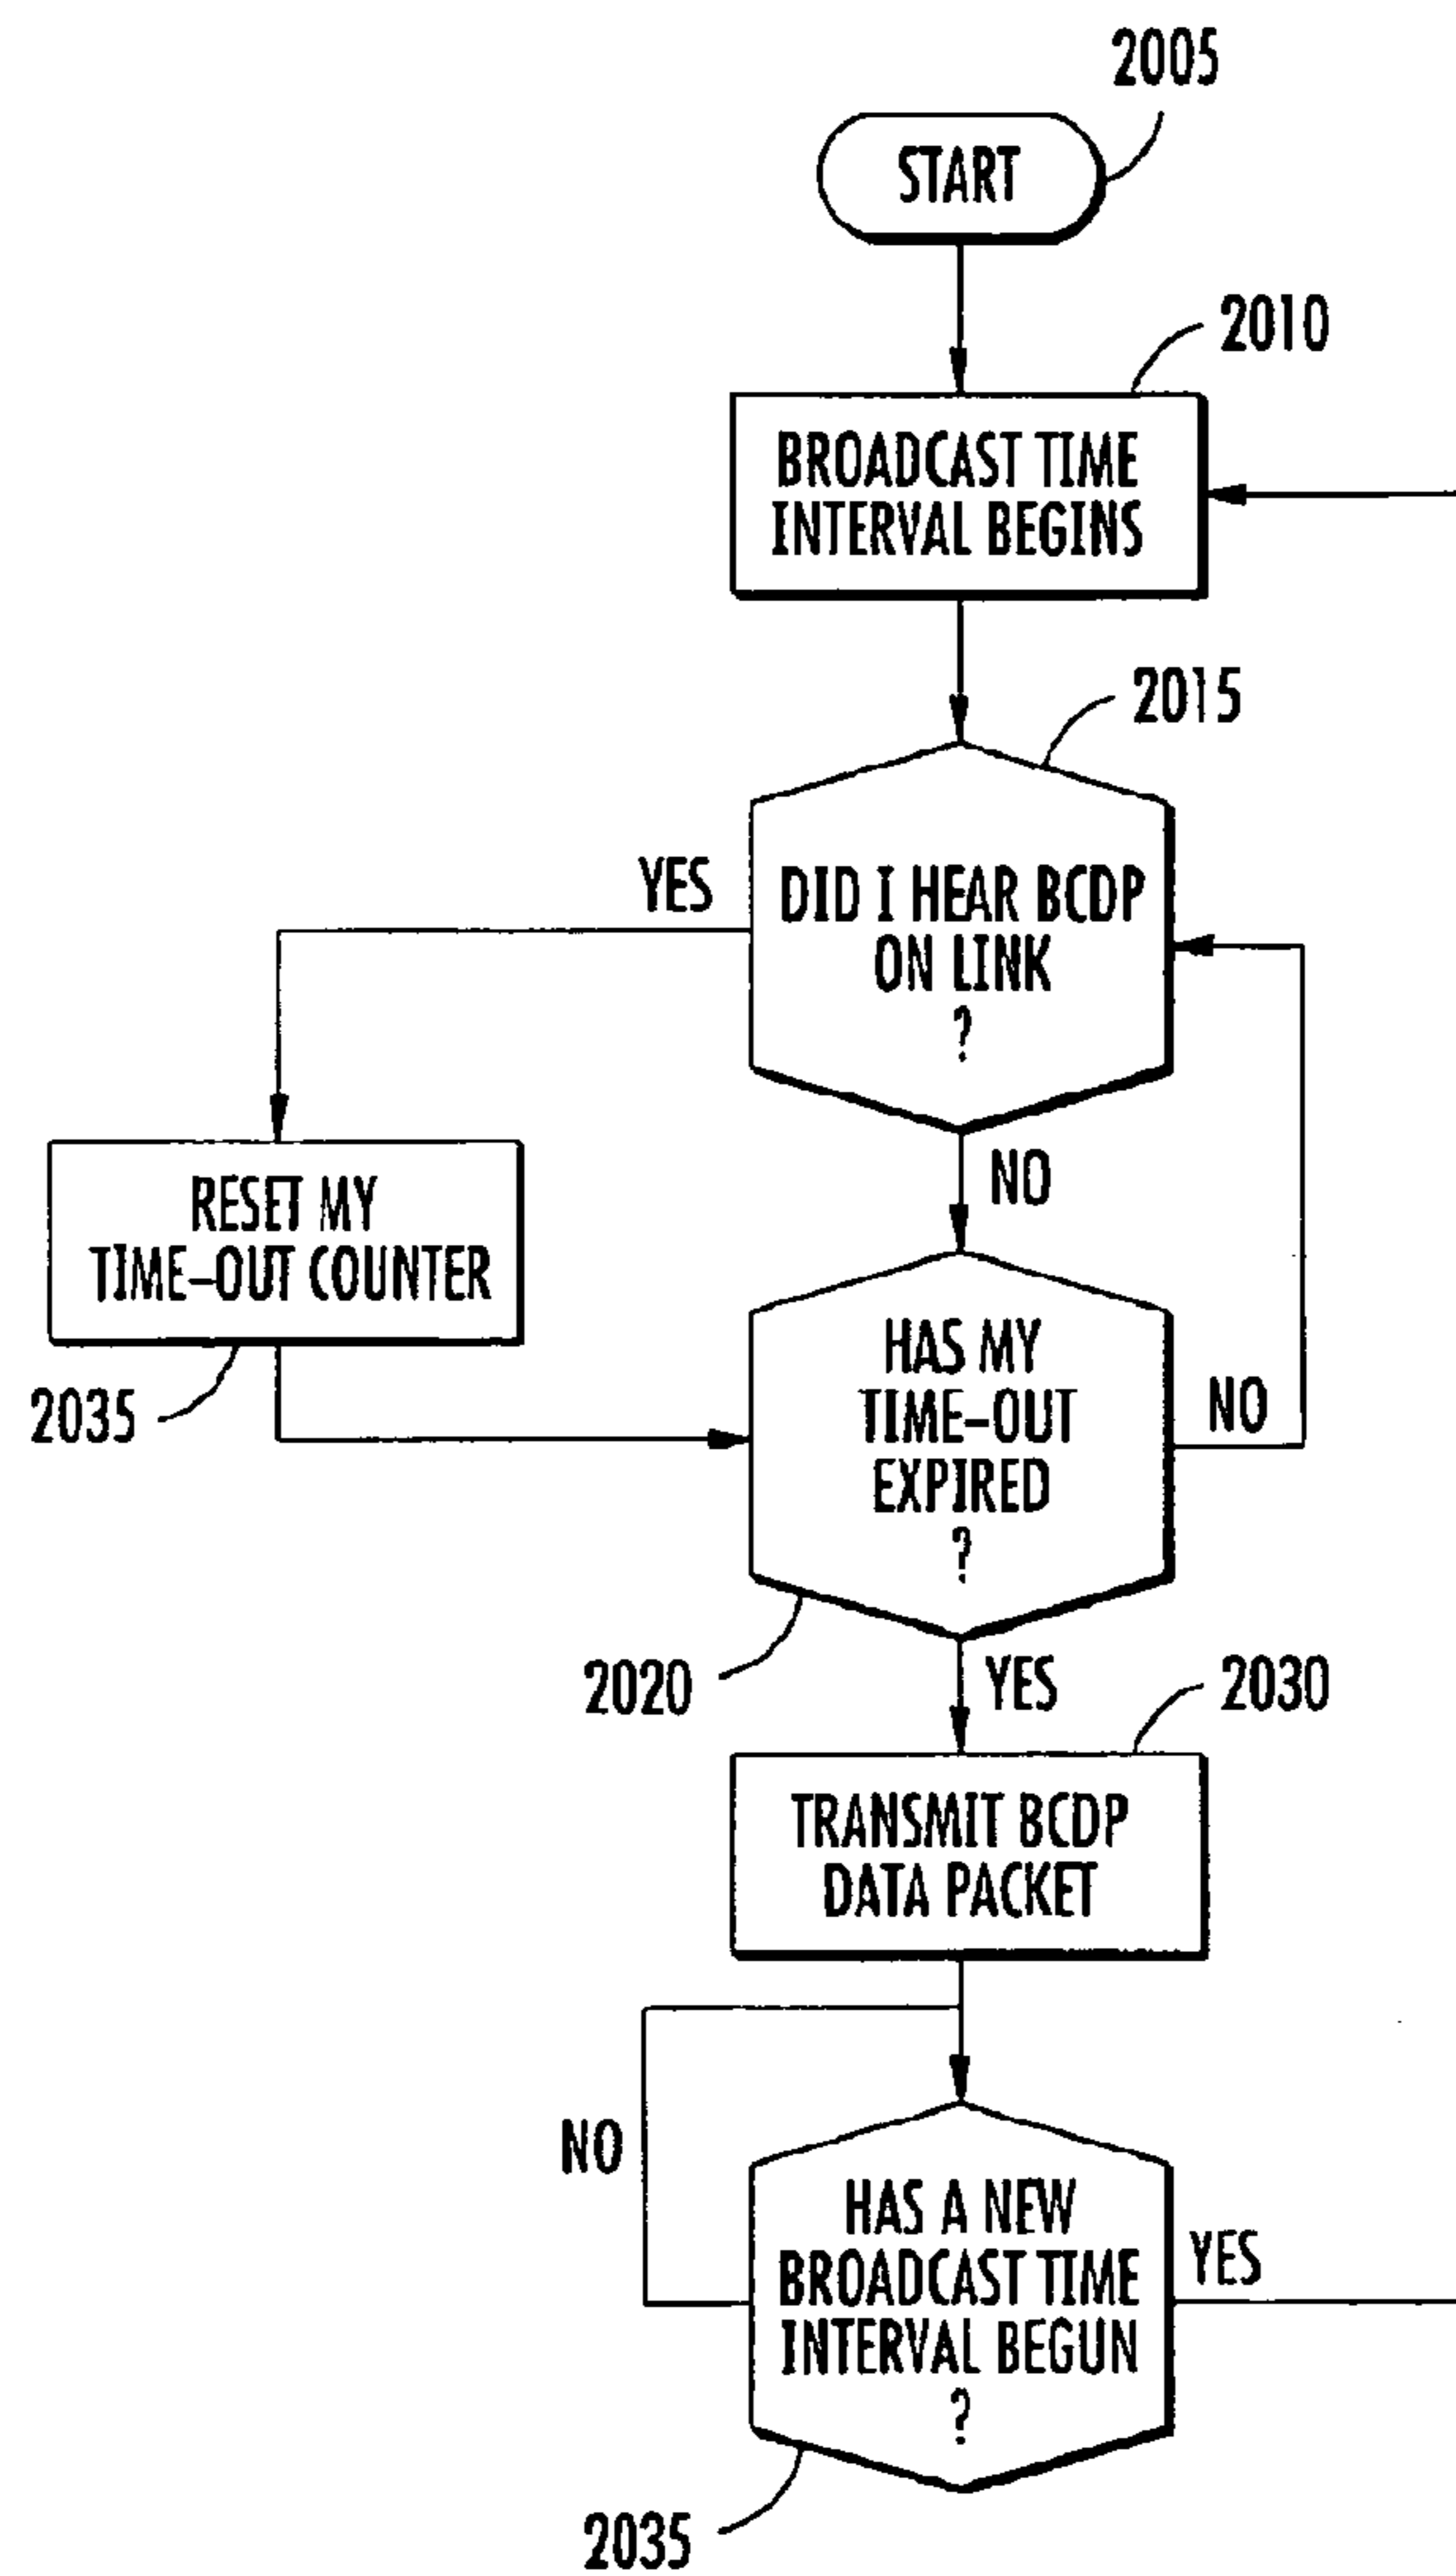 2005
START
2010
BROADCAST TIME
INTERVAL BEGINS
2015
YES
DID I HEAR BCDP
ON LINK
?
NO
RESET MY
TIME-OUT COUNTER
2035
HAS MY
TIME-OUT
EXPIRED
?
NO
2020
YES
2030
TRANSMIT BCDP
DATA PACKET
NO
HAS A NEW
BROADCAST TIME
INTERVAL BEGUN
?
YES
2035